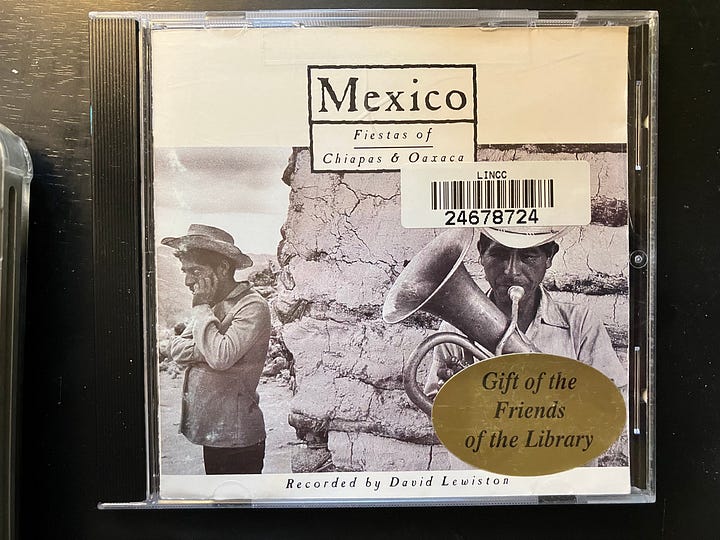 Mexico
Fiestas of
Chiapas & Oaxaca
LINCC
24678724
Gift of the
Friends
of the Library
Recorded by David Lewiston